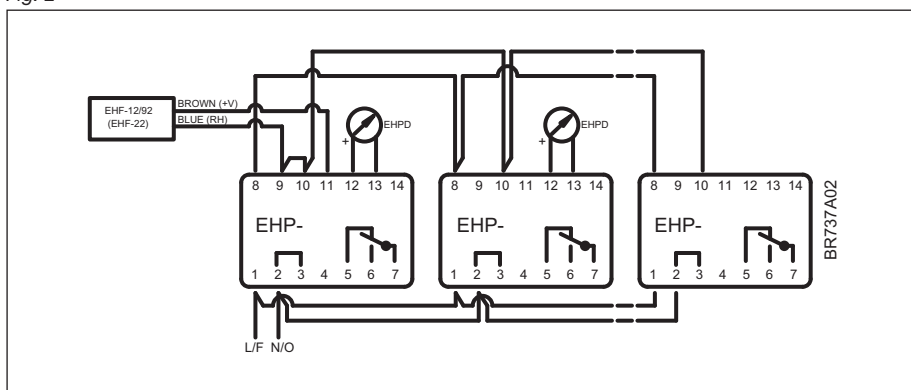 EHF-12/92
(EHF-22)
BROWN (+V)
BLUE (RH)
+
EHPD
+
EHPD
8 9 10 11 12 13 14
8 9 10 11 12 13 14
8 9 10 11 12 13 14
EHP-
EHP-
EHP-
1 2 3 4 5 6 7
1 2 3 4 5 6 7
1 2 3 4 5 6 7
L/F N/O
BR737A02